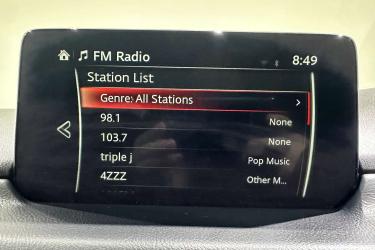 FM Radio 8:49
Station List
Genre: All Stations
98.1 None
103.7 None
triple j Pop Music
4ZZZ Other M...